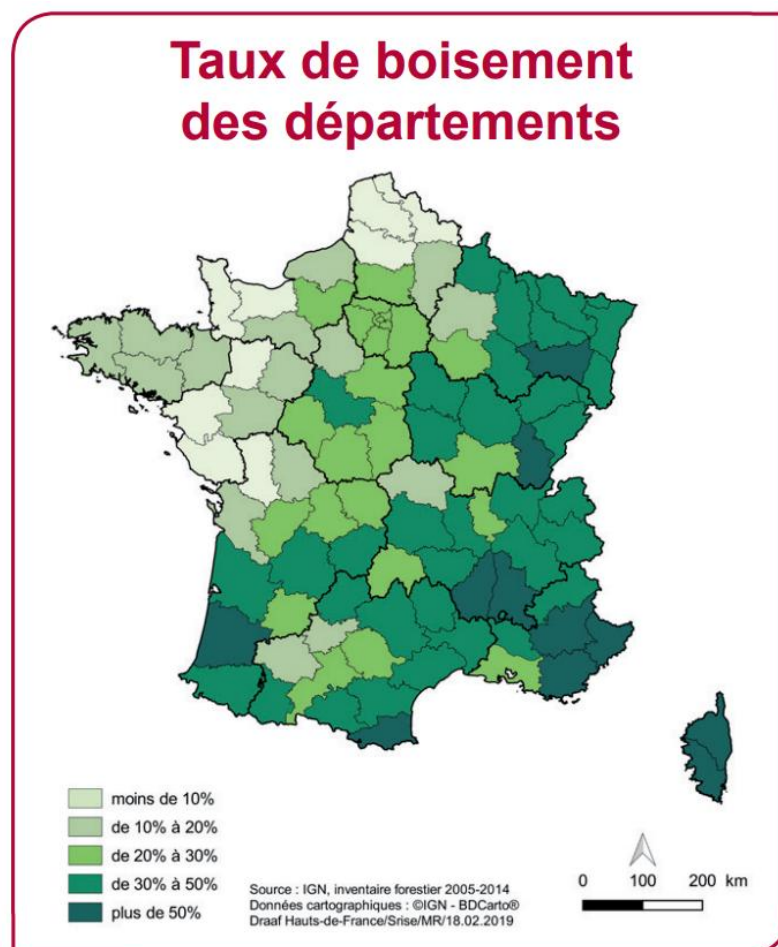 Taux de boisement
des départements
moins de 10%
de 10% à 20%
de 20% à 30%
de 30% à 50%
plus de 50%
Source : IGN, inventaire forestier 2005-2014
Données cartographiques : ©IGN - BDCarto®
Draaf Hauts-de-France/Srise/MR/18.02.2019
0 100 200 km